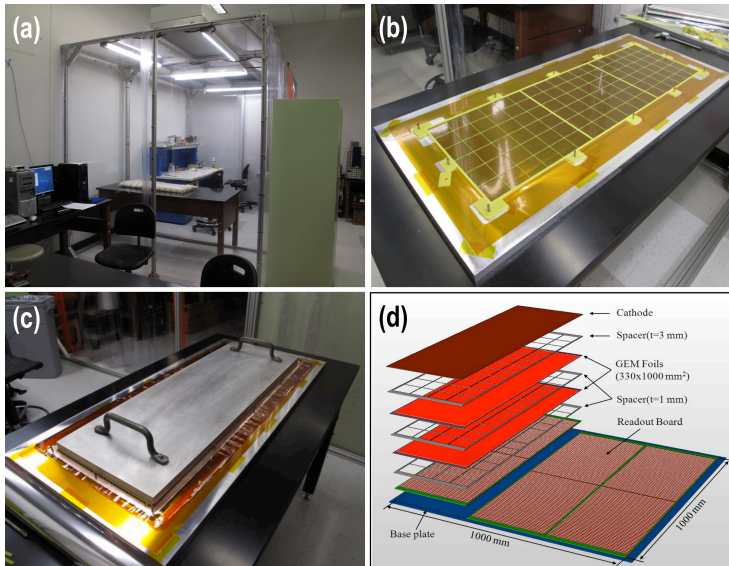 (a)
(b)
(c)
(d)
Cathode
Spacer(t=3 mm)
GEM Foils
(330x1000 mm²)
Spacer(t=1 mm)
Readout Board
Base plate
1000 mm
1000 mm